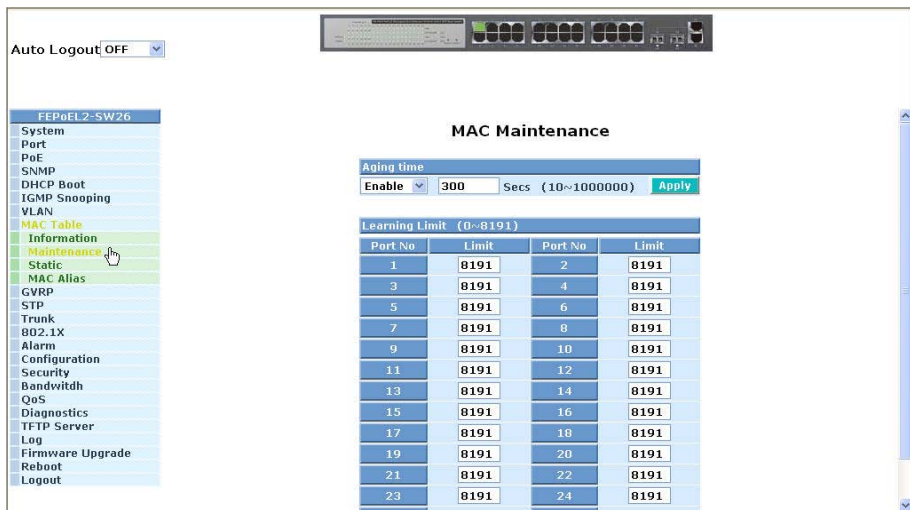 Auto Logout OFF
FEPoEL2-SW26
System
Port
PoE
SNMP
DHCP Boot
IGMP Snooping
VLAN
MAC Table
Information
Maintenance
Static
MAC Alias
GVRP
STP
Trunk
802.1X
Alarm
Configuration
Security
Bandwitdh
QoS
Diagnostics
TFTP Server
Log
Firmware Upgrade
Reboot
Logout
MAC Maintenance
Aging time
Enable 300 Secs (10~1000000) Apply
Learning Limit (0~8191)
Port No Limit Port No Limit
1 8191 2 8191
3 8191 4 8191
5 8191 6 8191
7 8191 8 8191
9 8191 10 8191
11 8191 12 8191
13 8191 14 8191
15 8191 16 8191
17 8191 18 8191
19 8191 20 8191
21 8191 22 8191
23 8191 24 8191